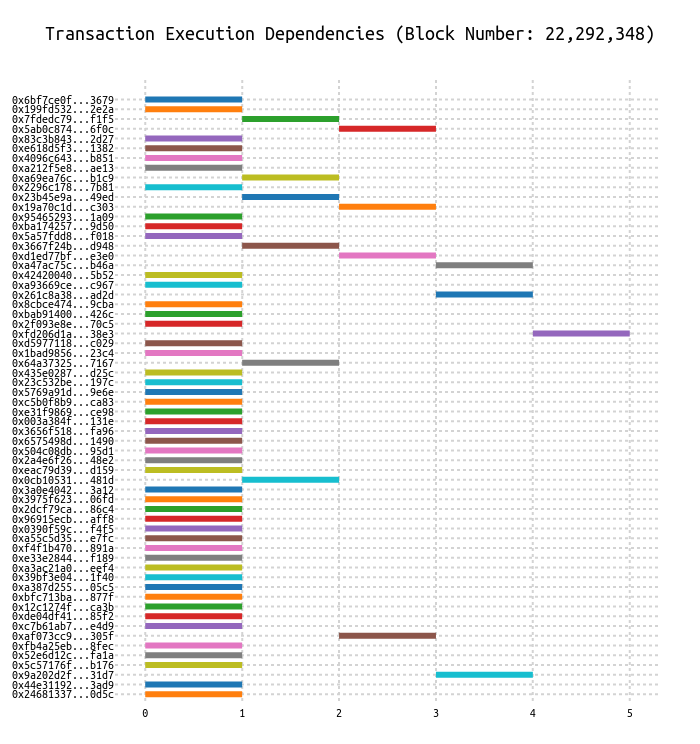 Transaction Execution Dependencies (Block Number: 22,292,348)
0x6bf7ce0f...3679
0x199fd532...2e2a
0x7fdedc79...f1f5
0x5ab0c874...6f0c
0x83c3b843...2d27
0xe618d5f3...1382
0x4096c643...b851
0xa212f5e8...ae13
0xa69ea76c...b1c9
0x2296c178...7b81
0x23b45e9a...49ed
0x19a70c1d...c303
0x95465293...1a09
0xba174257...9d50
0x5a57fdd8...f018
0x3667f24b...d948
0xd1ed77bf...e3e0
0xa47ac75c...b46a
0x42420040...5b52
0xa93669ce...c967
0x261c8a38...ad2d
0x8cbce474...9cba
0xbab91400...426c
0x2f093e8e...70c5
0xfd206d1a...38e3
0xd5977118...c029
0x1bad9856...23c4
0x64a37325...7167
0x435e0287...d25c
0x23c532be...197c
0x5769a91d...9e6e
0xc5b0f8b9...ca83
0xe31f9869...ce98
0x003a384f...131e
0x3656f518...fa96
0x6575498d...1490
0x504c08db...95d1
0x2a4e6f26...48e2
0xeac79d39...d159
0x0cb10531...481d
0x3a0e4042...3a12
0x3975f623...06fd
0x2dcf79ca...86c4
0x96915ecb...aff8
0x0390f59c...f4f5
0xa55c5d35...e7fc
0xf4f1b470...891a
0xe33e2844...f189
0xa3ac21a0...eef4
0x39bf3e04...1f40
0xa387d255...05c5
0xbfc713ba...877f
0x12c1274f...ca3b
0xde04df41...85f2
0xc7b61ab7...e4d9
0xaf073cc9...305f
0xfb4a25eb...8fec
0x52e6d12c...fa1a
0x5c57176f...b176
0x9a202d2f...31d7
0x44e31192...3ad9
0x24681337...0d5c
0 1 2 3 4 5